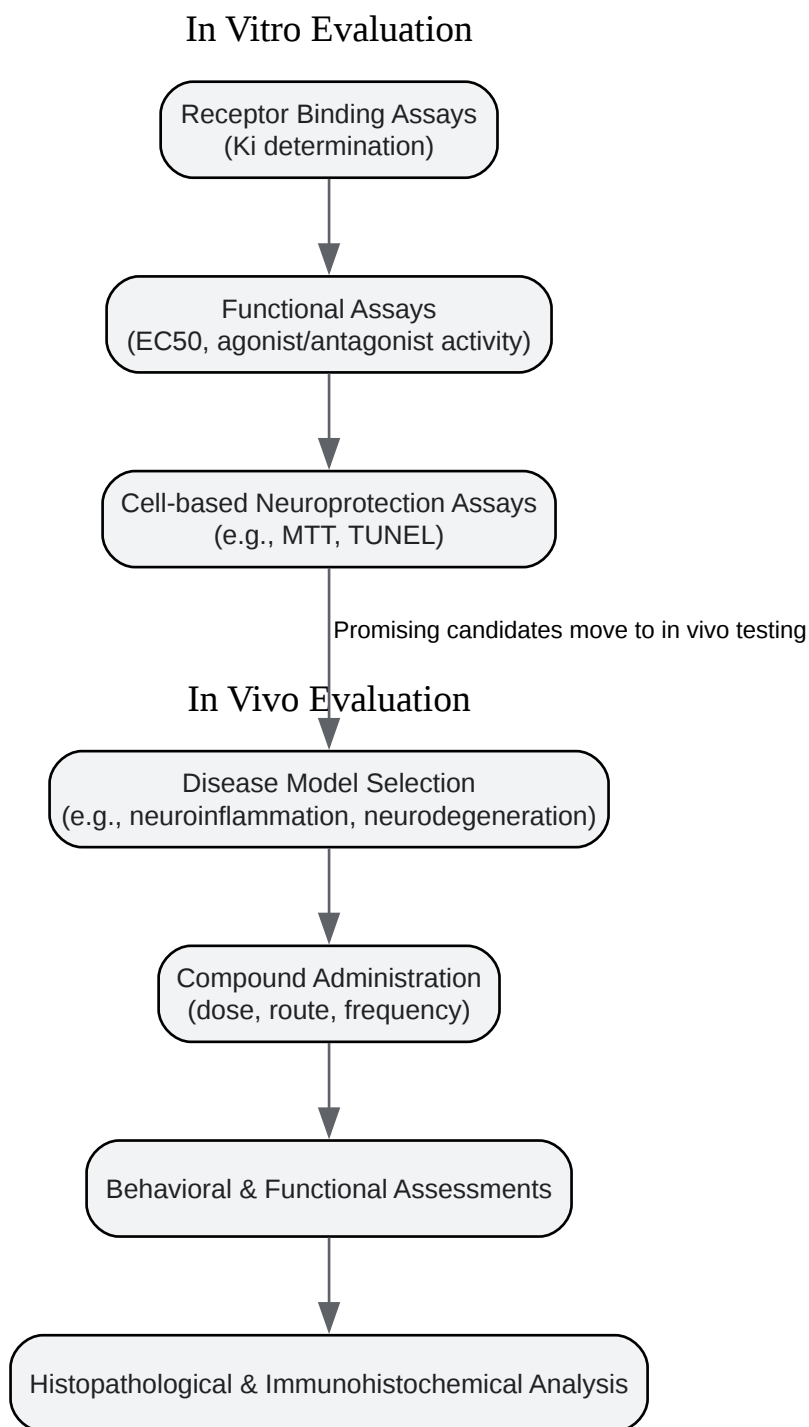 In Vitro Evaluation
Receptor Binding Assays
(Ki determination)
Functional Assays
(EC50, agonist/antagonist activity)
Cell-based Neuroprotection Assays
(e.g., MTT, TUNEL)
Promising candidates move to in vivo testing
In Vivo Evaluation
Disease Model Selection
(e.g., neuroinflammation, neurodegeneration)
Compound Administration
(dose, route, frequency)
Behavioral & Functional Assessments
Histopathological & Immunohistochemical Analysis